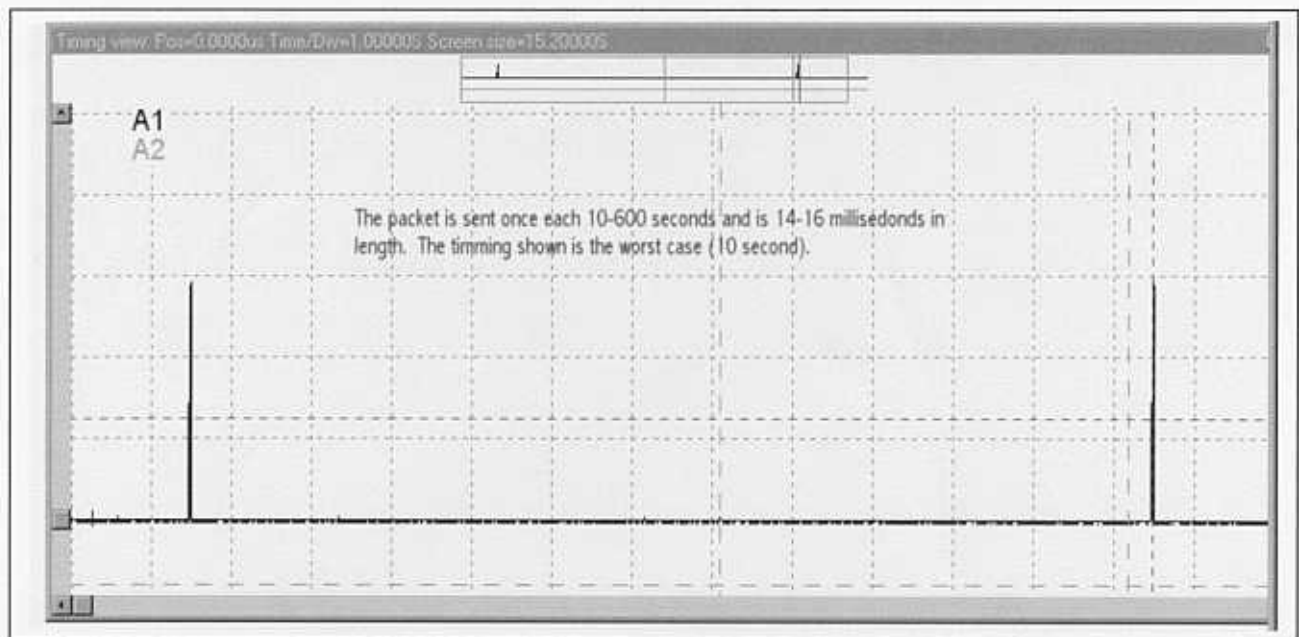 Timing view: Pos=0.0000us Time/Div=1.00000S Screen size=15.20000S
A1
A2
The packet is sent once each 10-600 seconds and is 14-16 millisedonds in
length. The timming shown is the worst case (10 second).